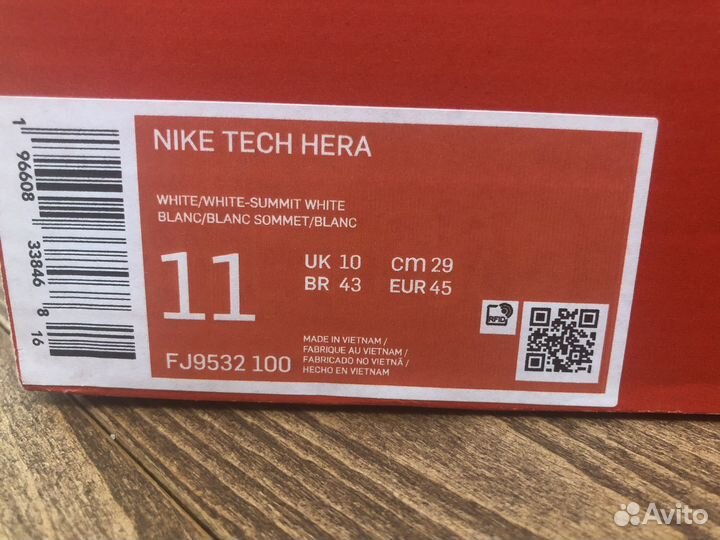 1 96608 33846 8 16
NIKE TECH HERA
WHITE/WHITE-SUMMIT WHITE
BLANC/BLANC SOMMET/BLANC
11
UK 10 cm 29
BR 43 EUR 45
RFID
FJ9532 100
MADE IN VIETNAM /
FABRIQUE AU VIETNAM /
FABRICADO NO VIETNÃ /
HECHO EN VIETNAM
Avito